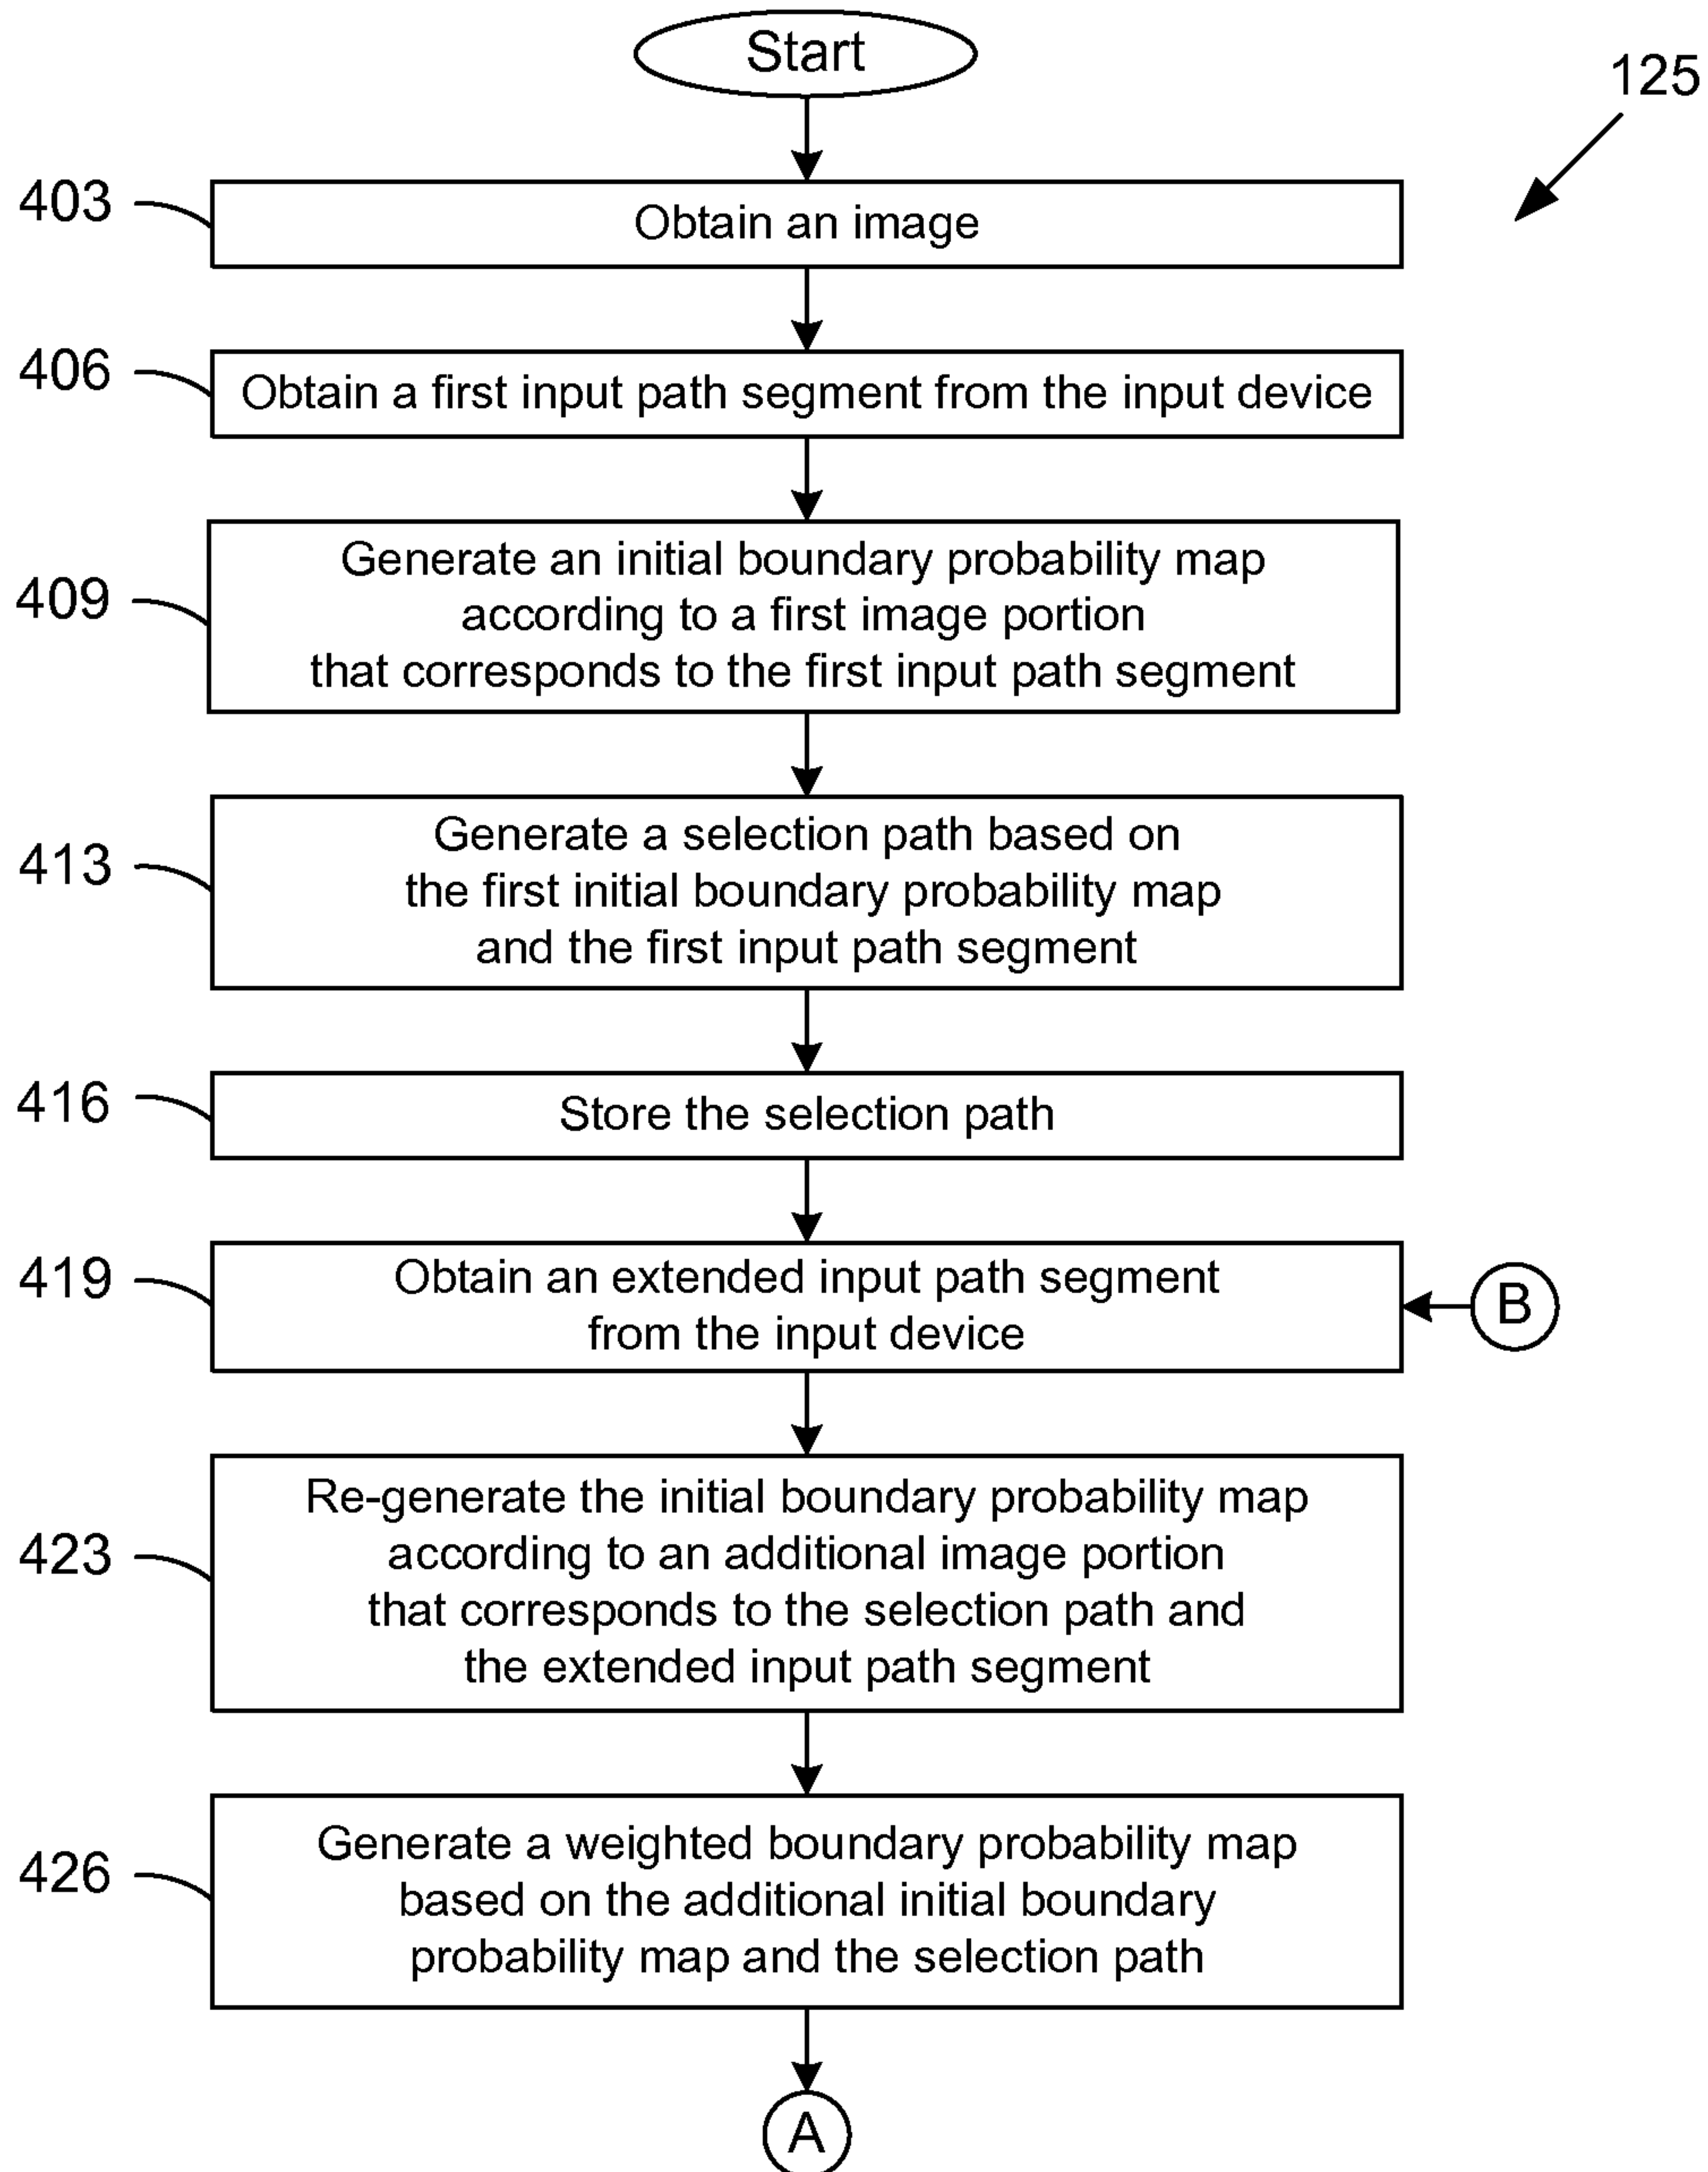 Start
125
403
Obtain an image
406
Obtain a first input path segment from the input device
409
Generate an initial boundary probability map
according to a first image portion
that corresponds to the first input path segment
413
Generate a selection path based on
the first initial boundary probability map
and the first input path segment
416
Store the selection path
419
Obtain an extended input path segment
from the input device
B
423
Re-generate the initial boundary probability map
according to an additional image portion
that corresponds to the selection path and
the extended input path segment
426
Generate a weighted boundary probability map
based on the additional initial boundary
probability map and the selection path
A